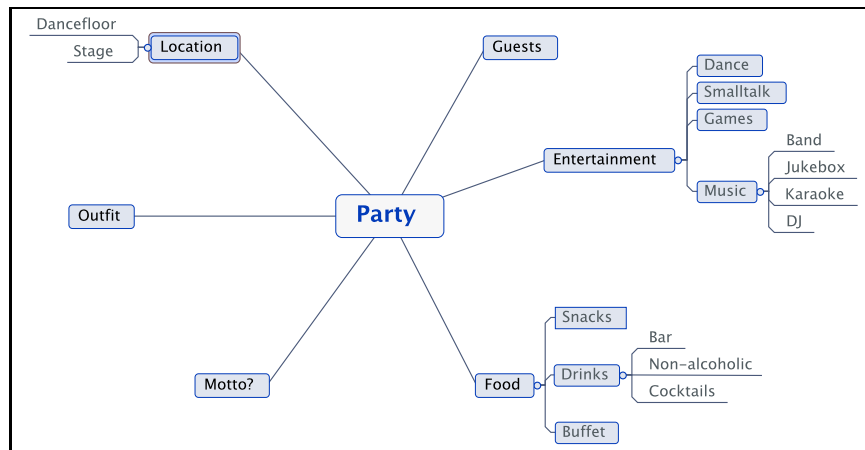 Dancefloor
Stage
Location
Guests
Dance
Smalltalk
Games
Entertainment
Music
Band
Jukebox
Karaoke
DJ
Outfit
Party
Motto?
Food
Snacks
Drinks
Bar
Non-alcoholic
Cocktails
Buffet